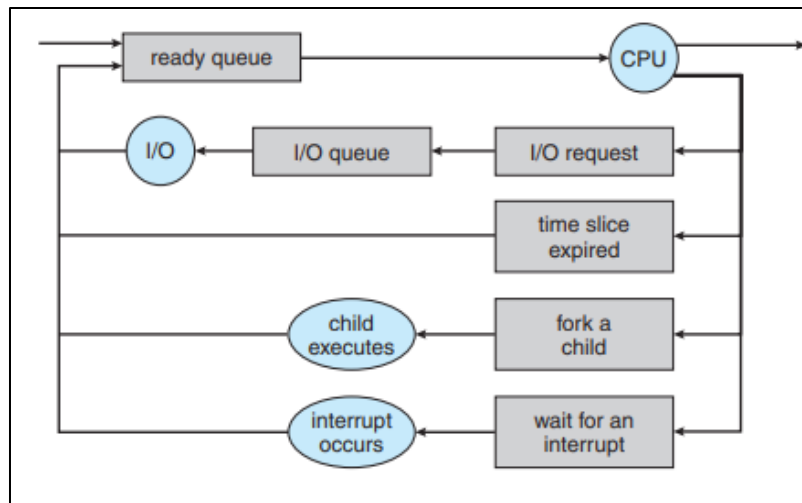 ready queue
CPU
I/O
I/O queue
I/O request
time slice
expired
child
executes
fork a
child
interrupt
occurs
wait for an
interrupt